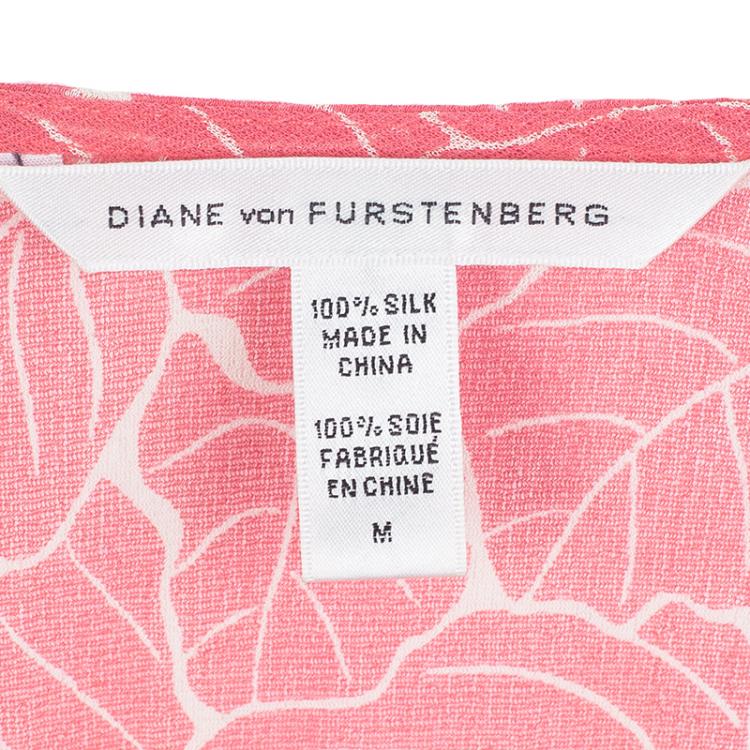 DIANE von FURSTENBERG
100% SILK
MADE IN
CHINA
100% SOIE
FABRIQUÉ
EN CHINE
M